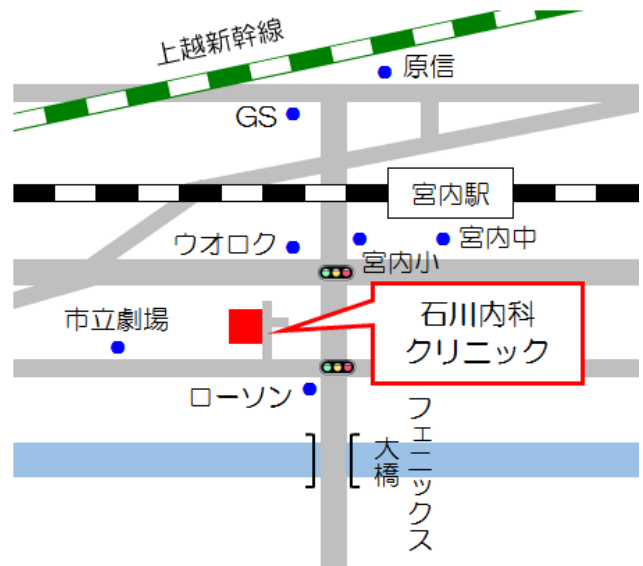 上越新幹線
原信
GS
宮内駅
ウオロク
宮内中
宮内小
市立劇場
石川内科
クリニック
ローソン
フェニックス
大橋